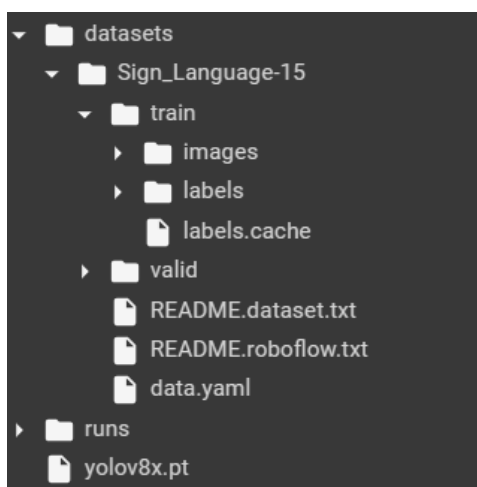 datasets
Sign_Language-15
train
images
labels
labels.cache
valid
README.dataset.txt
README.roboflow.txt
data.yaml
runs
yolov8x.pt